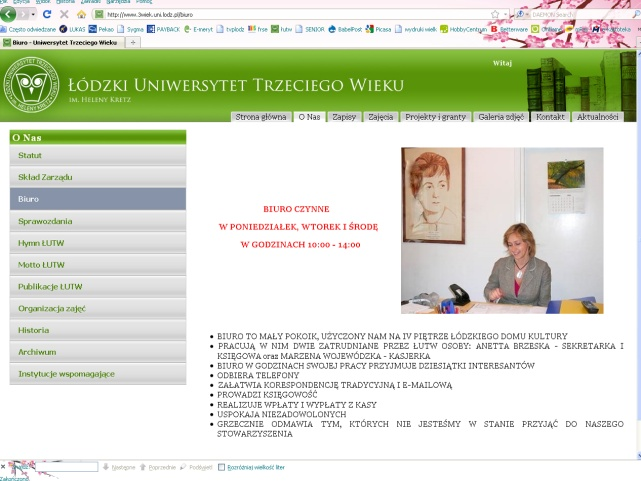 Plik Edycja Widok Historia Zakładki Narzędzia Pomoc
http://www.3wiek.uni.lodz.pl/biuro
Często odwiedzane LUKAS Pekao Sygma PAYBACK E-meryt tvplodz frse lutw SENIOR BabelPost Picasa wydruki wielk. HobbyCentrum Betterware
Biuro - Uniwersytet Trzeciego Wieku
Witaj
ŁÓDZKI UNIWERSYTET TRZECIEGO WIEKU
IM. HELENY KRETZ
Strona główna O Nas Zapisy Zajęcia Projekty i granty Galeria zdjęć Kontakt Aktualności
O Nas
Statut
Skład Zarządu
Biuro
Sprawozdania
Hymn ŁUTW
Motto ŁUTW
Publikacje ŁUTW
Organizacja zajęć
Historia
Archiwum
Instytucje wspomagające
BIURO CZYNNE
W PONIEDZIAŁEK, WTOREK I ŚRODĘ
W GODZINACH 10:00 - 14:00
BIURO TO MAŁY POKOIK, UŻYCZONY NAM NA IV PIĘTRZE ŁÓDZKIEGO DOMU KULTURY
PRACUJĄ W NIM DWIE ZATRUDNIANE PRZEZ ŁUTW OSOBY: ANETTA BRZESKA - SEKRETARKA I
KSIĘGOWA oraz MARZENA WOJEWÓDZKA - KASJERKA
BIURO W GODZINACH SWOJEJ PRACY PRZYJMUJE DZIESIĄTKI INTERESANTÓW
ODBIERA TELEFONY
ZAŁATWIA KORESPONDENCJĘ TRADYCYJNĄ I E-MAILOWĄ
PROWADZI KSIĘGOWOŚĆ
REALIZUJE WPŁATY I WYPŁATY Z KASY
USPOKAJA NIEZADOWOLONYCH
GRZECZNIE ODMAWIA TYM, KTÓRYCH NIE JESTEŚMY W STANIE PRZYJĄĆ DO NASZEGO
STOWARZYSZENIA
Następne Poprzednie Podświetl Rozróżniaj wielkość liter
Zakończono